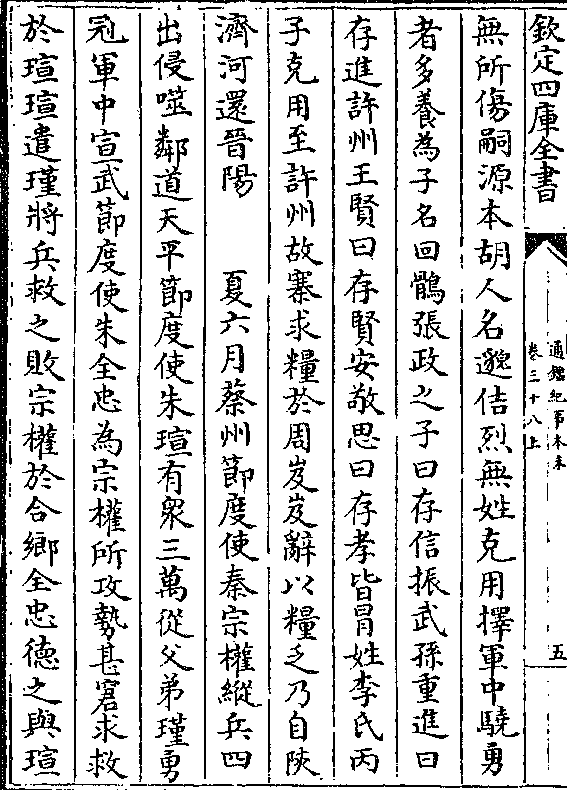 欽定四庫全書
通鑑紀事本末
卷三十八上
五
無所傷嗣源本胡人名邈佶烈無姓克用擇軍中驍勇
者多養為子名回鶻張政之子曰存信振武孫重進曰
存進許州王賢曰存賢安敬思曰存孝皆冒姓李氏丙
子克用至許州故寨求糧於周岌岌辭以糧乏乃自陜
濟河還晉陽　夏六月蔡州節度使秦宗權縱兵四
出侵噬鄰道天平節度使朱瑄有衆三萬從父弟瑾勇
冠軍中宣武節度使朱全忠為宗權所攻勢甚窘求救
於瑄瑄遣瑾將兵救之敗宗權於合鄉全忠德之與瑄